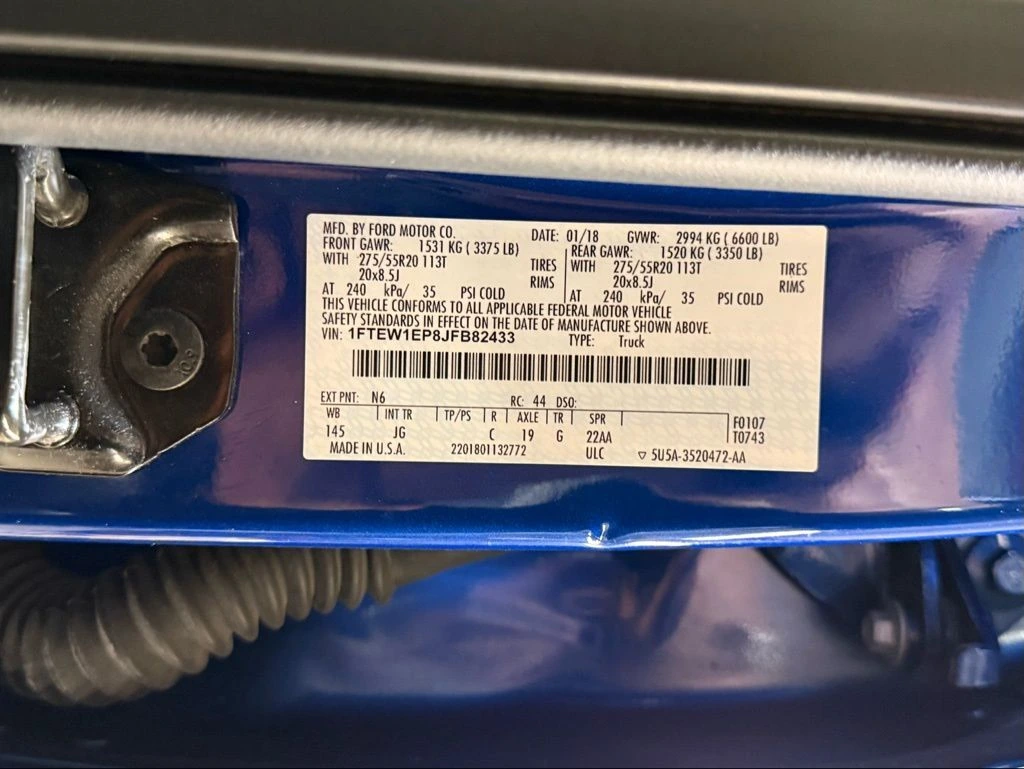 MFD. BY FORD MOTOR CO. DATE: 01/18 GVWR: 2994 KG ( 6600 LB)
FRONT GAWR: 1531 KG ( 3375 LB) REAR GAWR: 1520 KG ( 3350 LB)
WITH 275/55R20 113T TIRES WITH 275/55R20 113T TIRES
20x8.5J RIMS 20x8.5J RIMS
AT 240 kPa/ 35 PSI COLD AT 240 kPa/ 35 PSI COLD
THIS VEHICLE CONFORMS TO ALL APPLICABLE FEDERAL MOTOR VEHICLE
SAFETY STANDARDS IN EFFECT ON THE DATE OF MANUFACTURE SHOWN ABOVE.
VIN: 1FTEW1EP8JFB82433 TYPE: Truck
EXT PNT: N6 RC: 44 DSO:
WB INT TR TP/PS R AXLE TR SPR F0107
145 JG C 19 G 22AA T0743
MADE IN U.S.A. 2201801132772 ULC ▽ 5U5A-3520472-AA
10.9